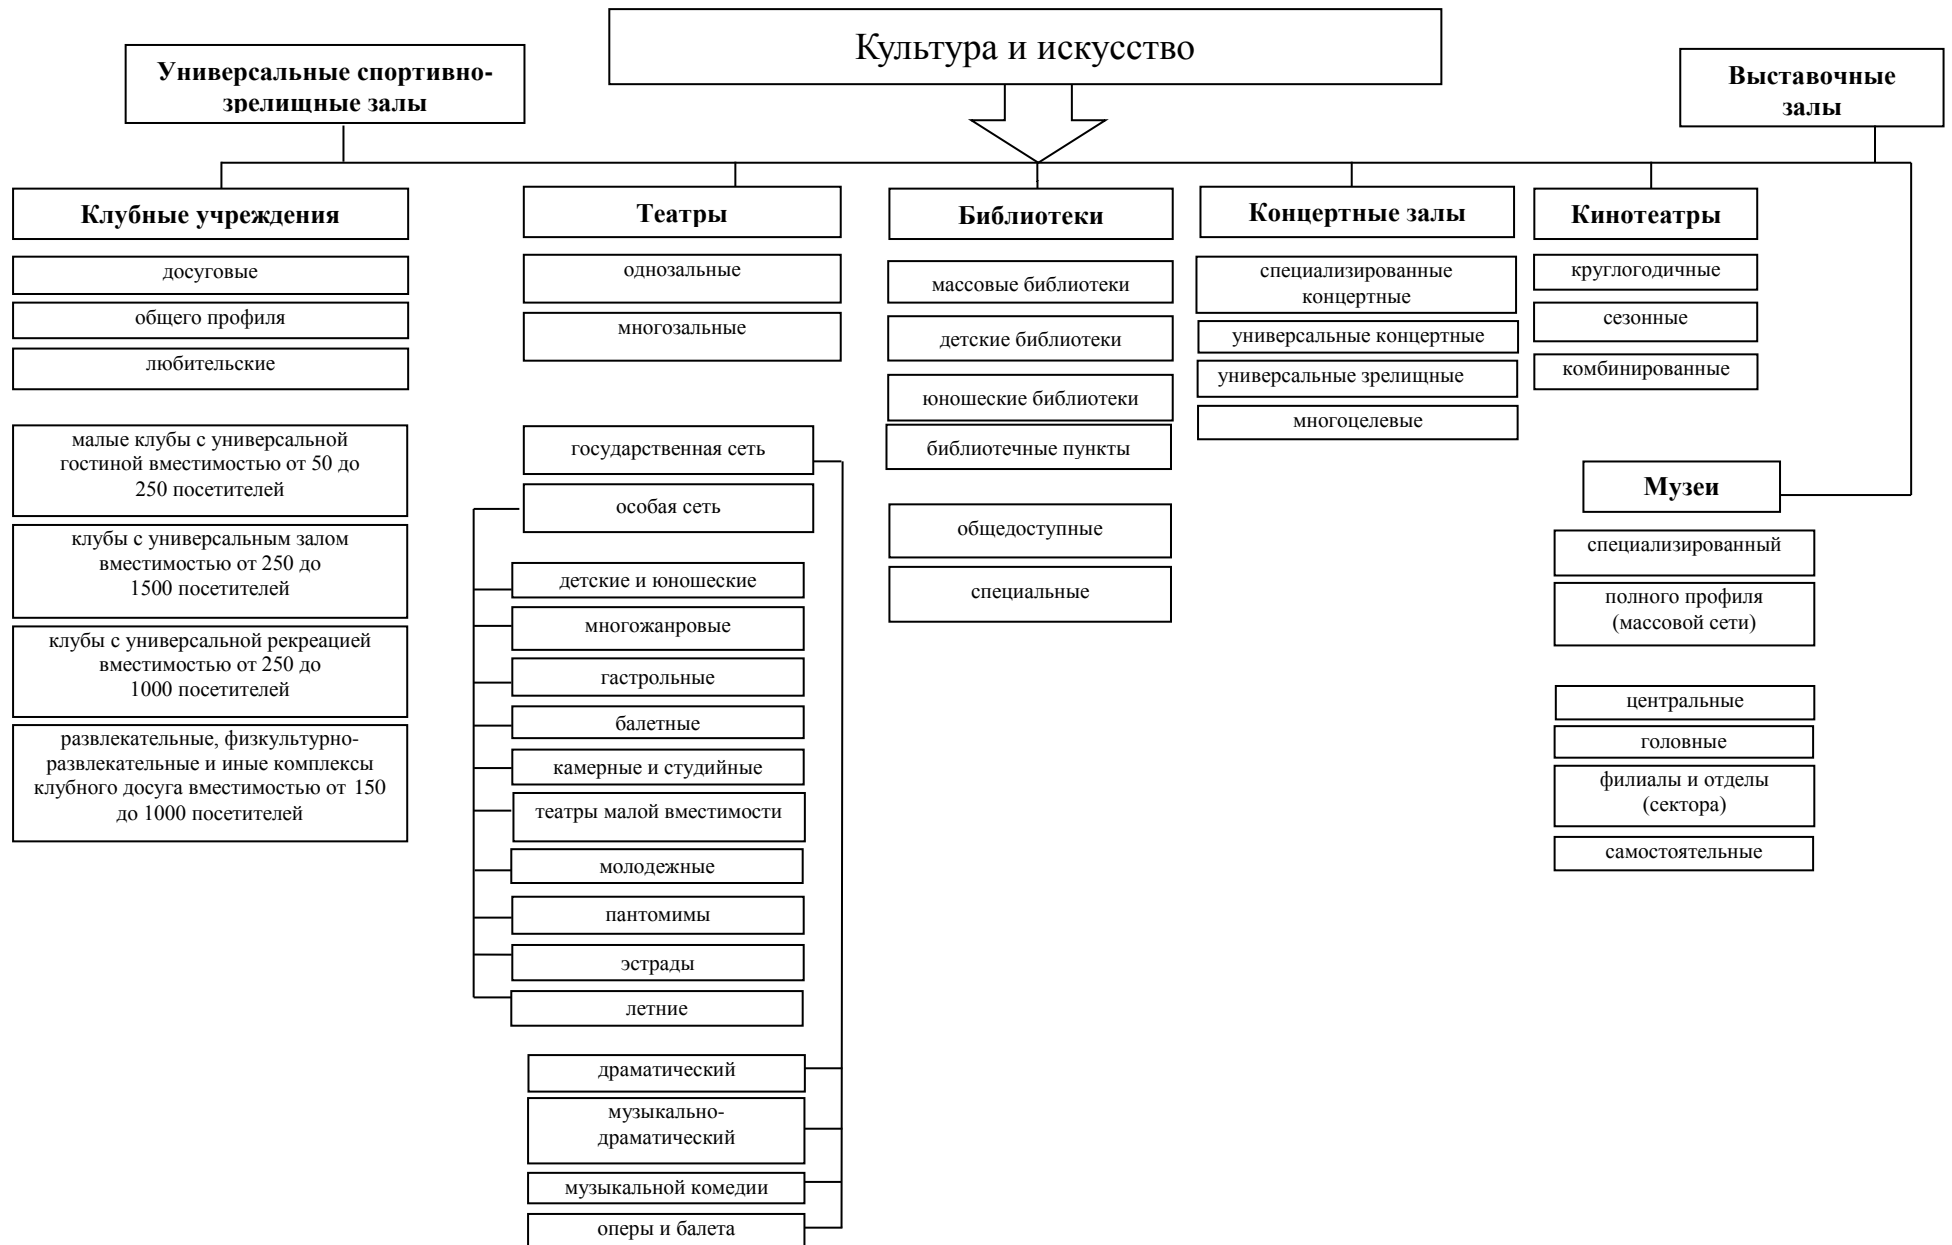 Культура и искусство
Универсальные спортивно-
зрелищные залы
Выставочные
залы
Клубные учреждения
досуговые
общего профиля
любительские
малые клубы с универсальной
гостиной вместимостью от 50 до
250 посетителей
клубы с универсальным залом
вместимостью от 250 до
1500 посетителей
клубы с универсальной рекреацией
вместимостью от 250 до
1000 посетителей
развлекательные, физкультурно-
развлекательные и иные комплексы
клубного досуга вместимостью от 150
до 1000 посетителей
Театры
однозальные
многозальные
государственная сеть
особая сеть
детские и юношеские
многожанровые
гастрольные
балетные
камерные и студийные
театры малой вместимости
молодежные
пантомимы
эстрады
летние
драматический
музыкально-
драматический
музыкальной комедии
оперы и балета
Библиотеки
массовые библиотеки
детские библиотеки
юношеские библиотеки
библиотечные пункты
общедоступные
специальные
Концертные залы
специализированные
концертные
универсальные концертные
универсальные зрелищные
многоцелевые
Кинотеатры
круглогодичные
сезонные
комбинированные
Музеи
специализированный
полного профиля
(массовой сети)
центральные
головные
филиалы и отделы
(сектора)
самостоятельные